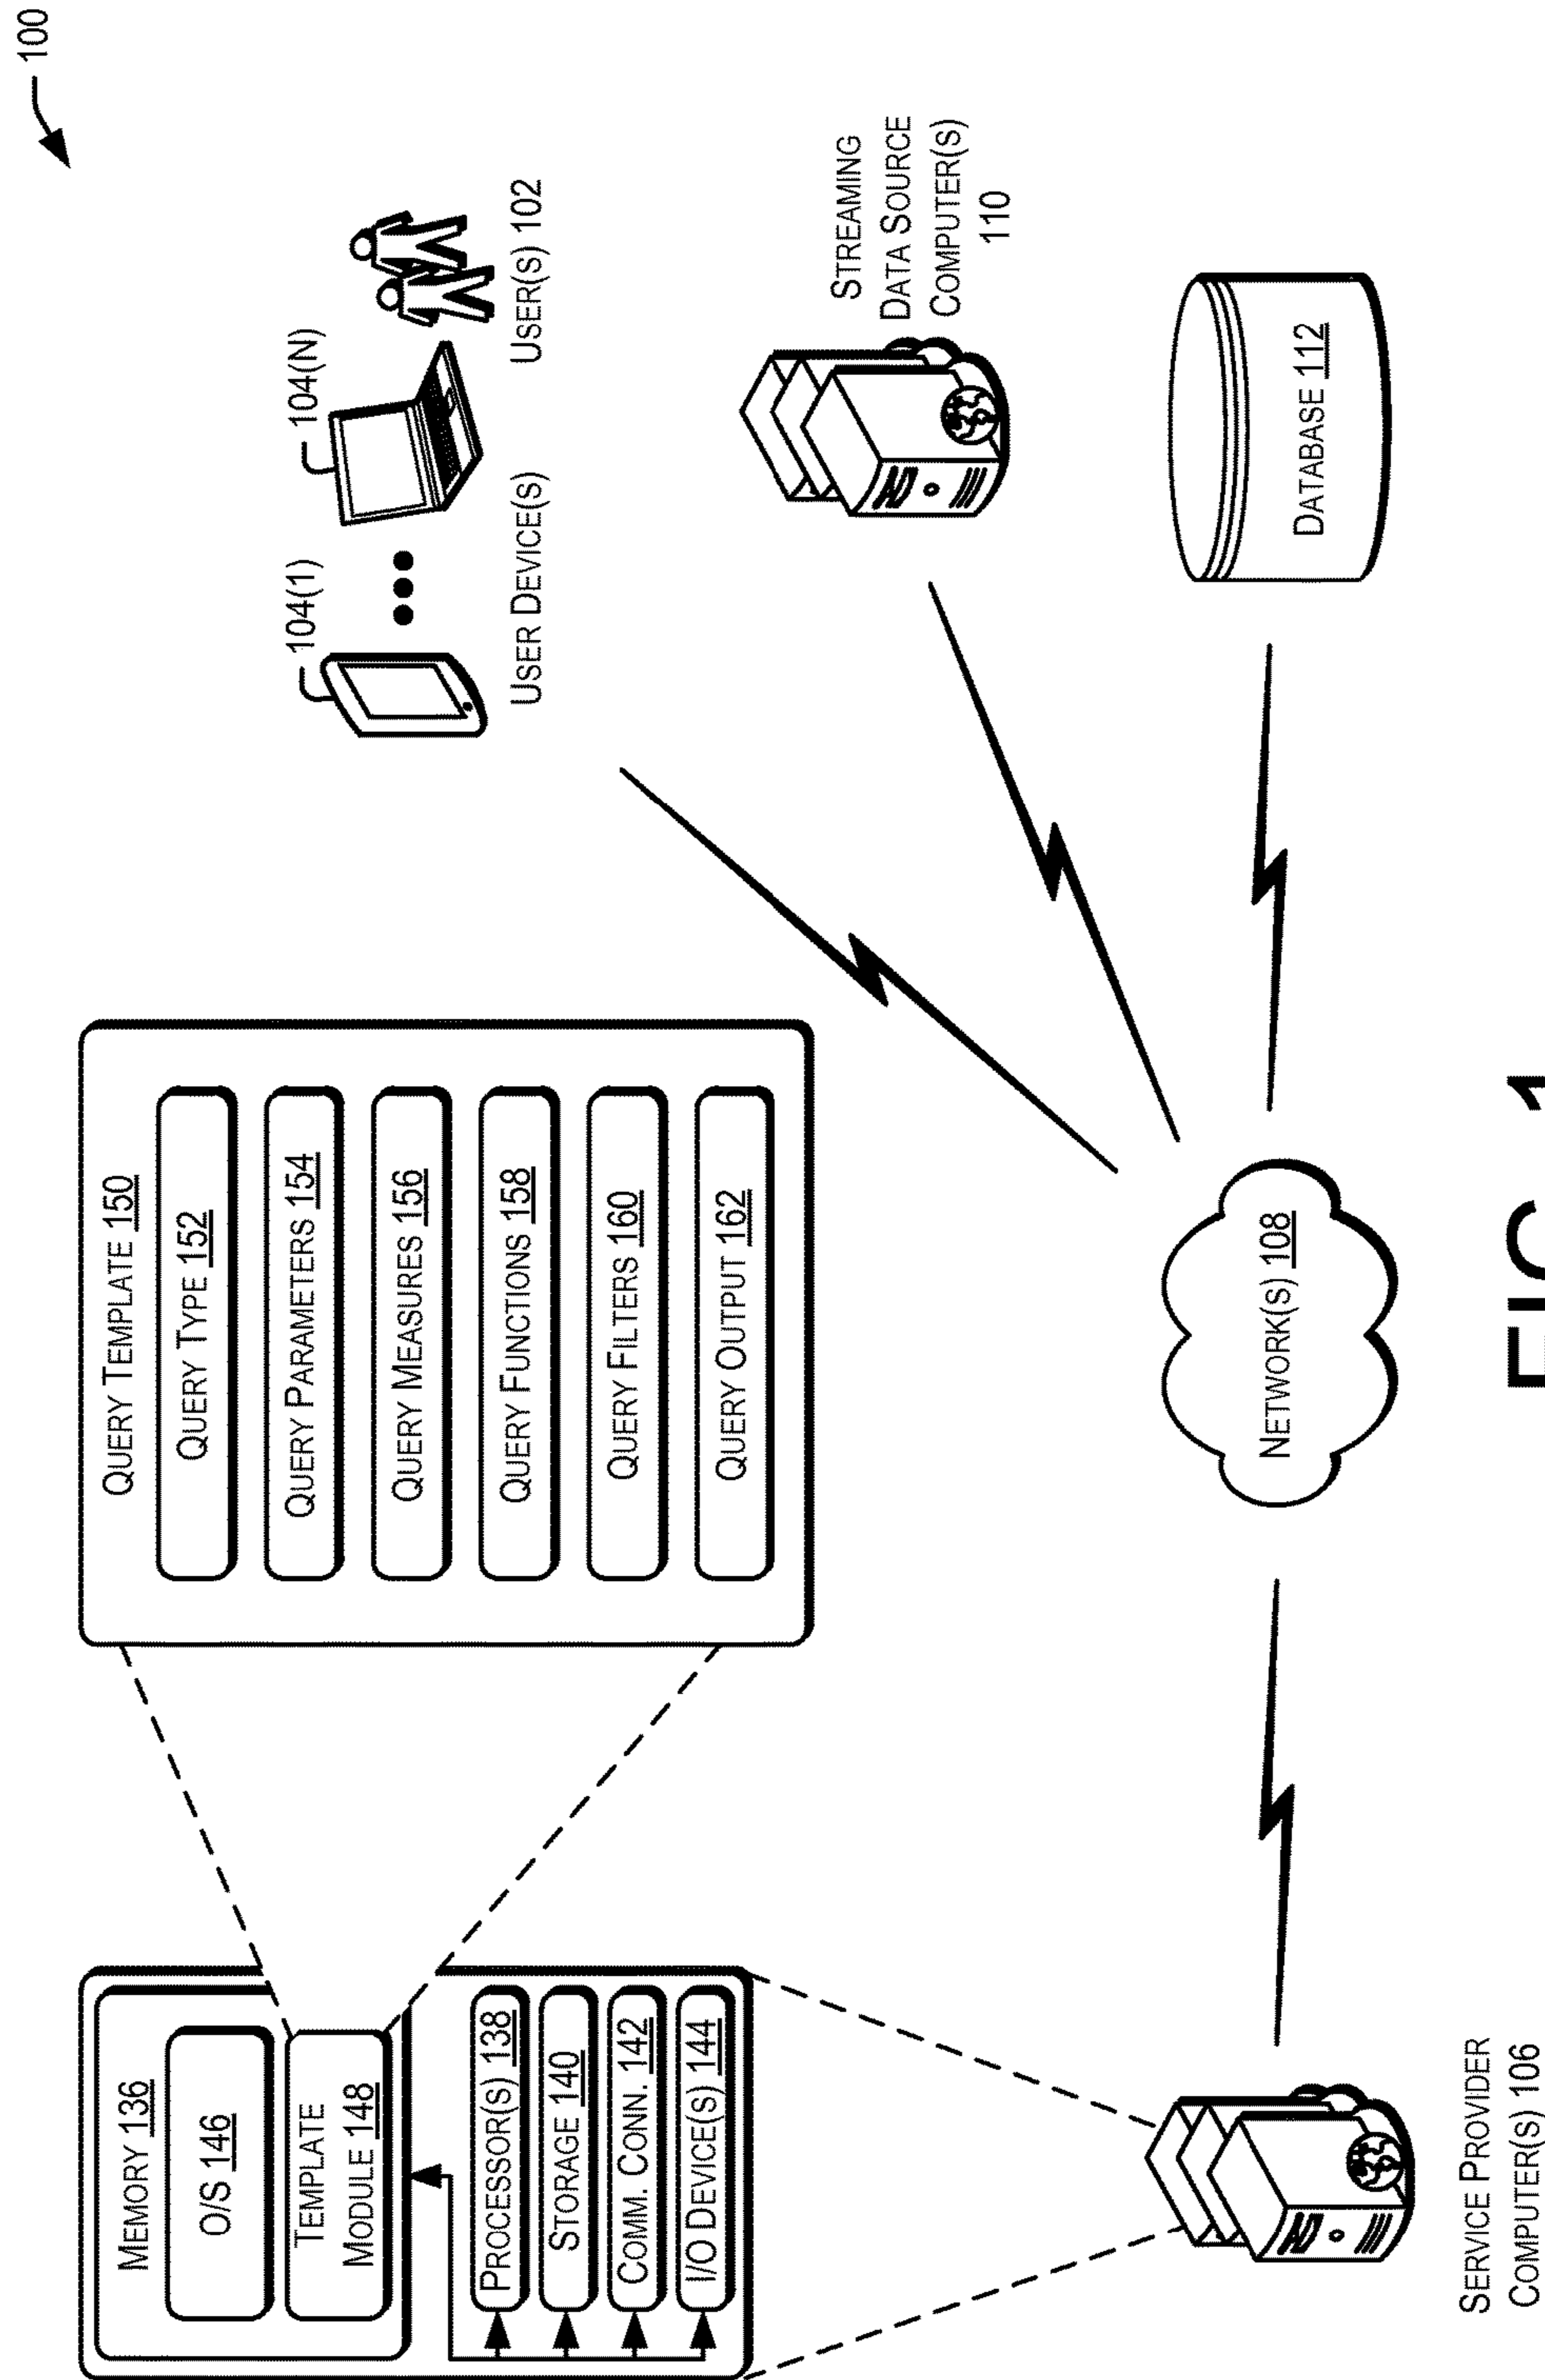 100
MEMORY 136
O/S 146
TEMPLATE
MODULE 148
PROCESSOR(S) 138
STORAGE 140
COMM. CONN. 142
I/O DEVICE(S) 144
QUERY TEMPLATE 150
QUERY TYPE 152
QUERY PARAMETERS 154
QUERY MEASURES 156
QUERY FUNCTIONS 158
QUERY FILTERS 160
QUERY OUTPUT 162
104(1)
104(N)
USER DEVICE(S)
USER(S) 102
STREAMING
DATA SOURCE
COMPUTER(S)
110
DATABASE 112
NETWORK(S) 108
SERVICE PROVIDER
COMPUTER(S) 106